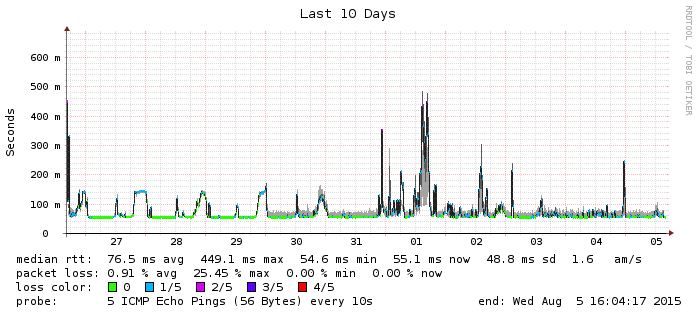 Last 10 Days
RRDTOOL / TOBI OETIKER
Seconds
600 m
500 m
400 m
300 m
200 m
100 m
0
27 28 29 30 31 01 02 03 04 05
median rtt: 76.5 ms avg 449.1 ms max 54.6 ms min 55.1 ms now 48.8 ms sd 1.6 am/s
packet loss: 0.91 % avg 25.45 % max 0.00 % min 0.00 % now
loss color: 0 1/5 2/5 3/5 4/5
probe: 5 ICMP Echo Pings (56 Bytes) every 10s end: Wed Aug 5 16:04:17 2015